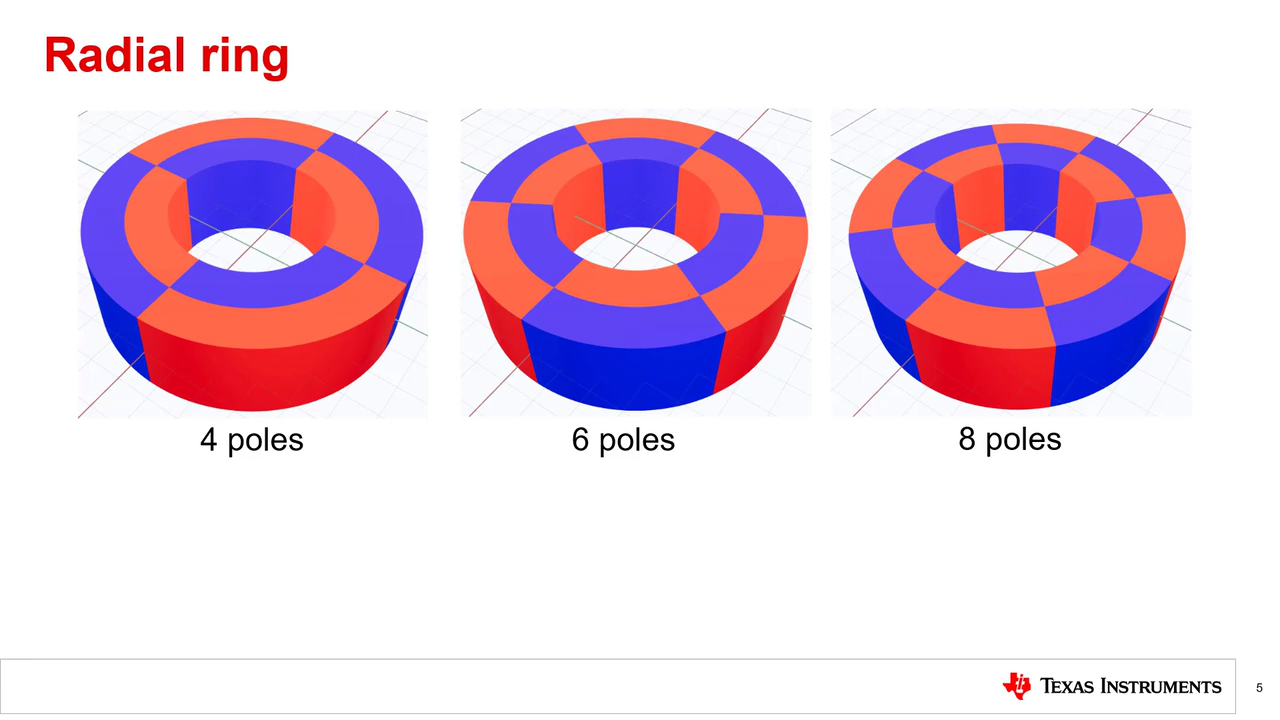 Radial ring
4 poles
6 poles
8 poles
TEXAS INSTRUMENTS
5